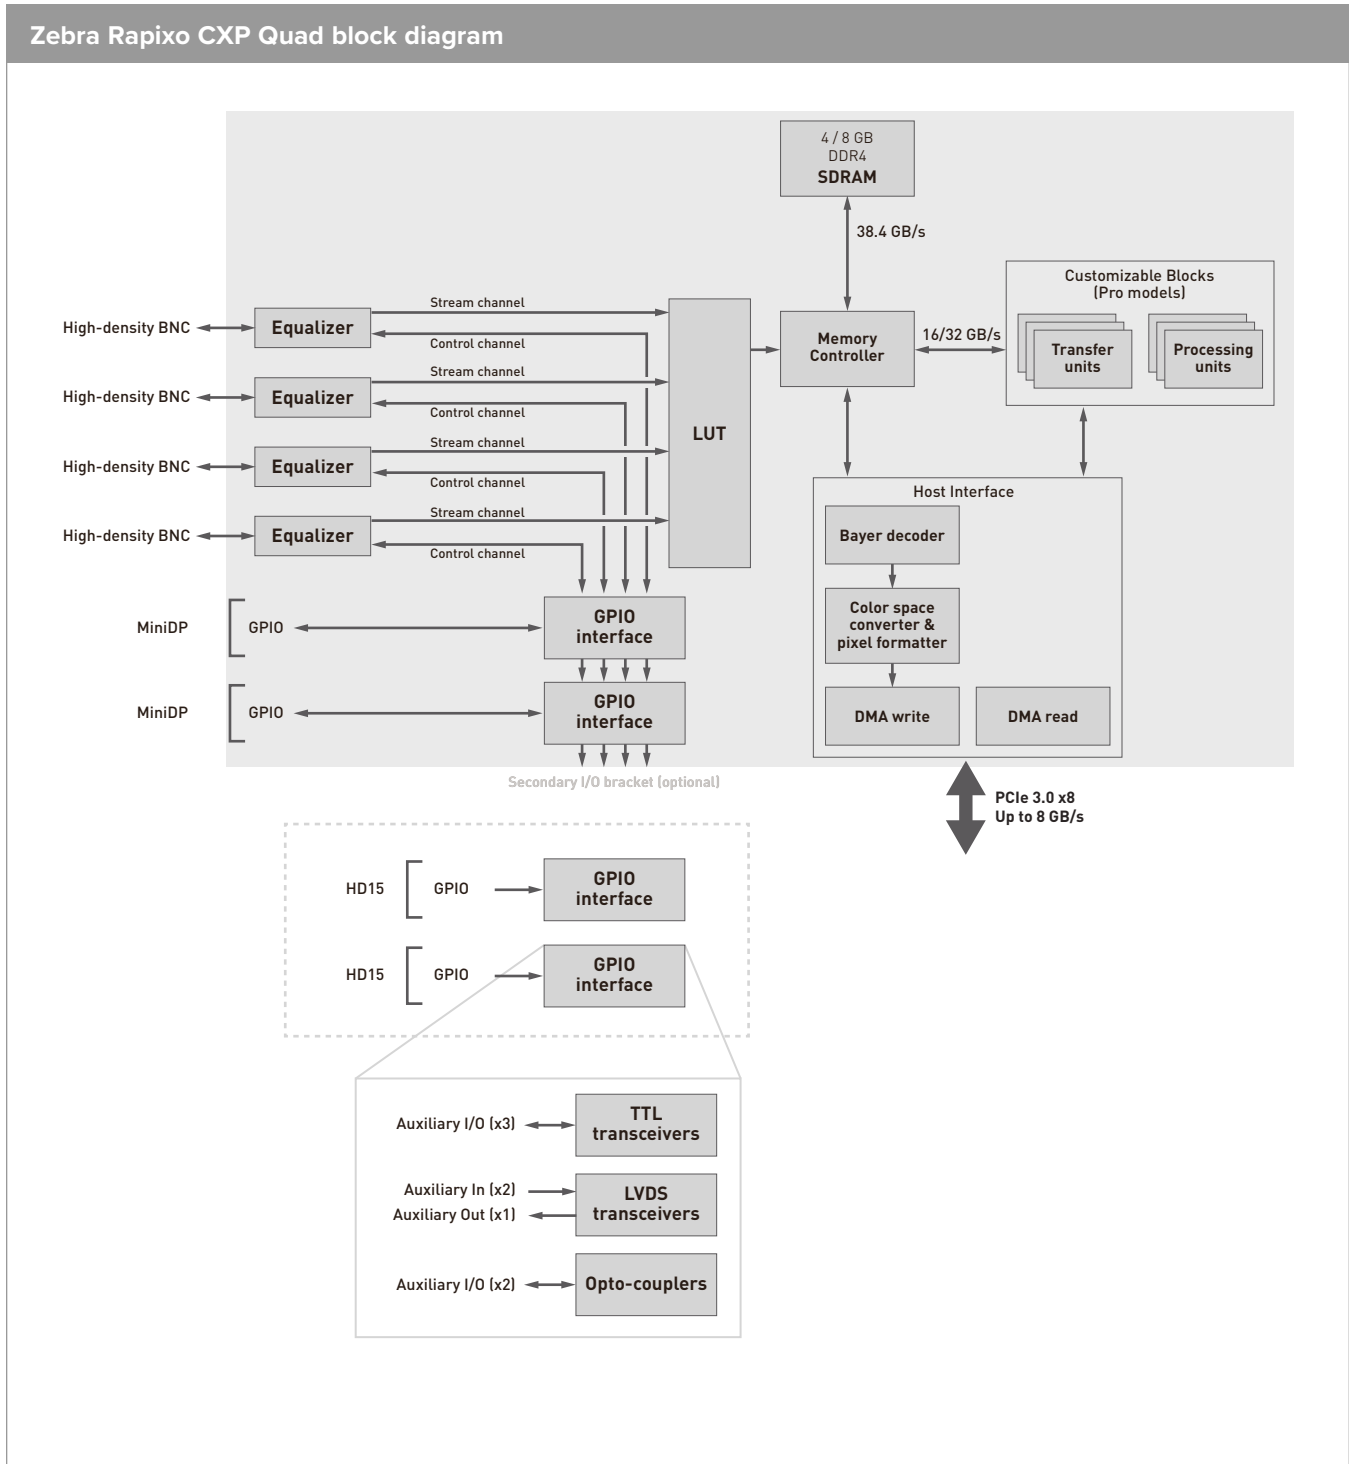 Zebra Rapixo CXP Quad block diagram
4 / 8 GB
DDR4
SDRAM
38.4 GB/s
Customizable Blocks
(Pro models)
Transfer
units
Processing
units
16/32 GB/s
Memory
Controller
LUT
High-density BNC
Equalizer
Stream channel
Control channel
High-density BNC
Equalizer
Stream channel
Control channel
High-density BNC
Equalizer
Stream channel
Control channel
High-density BNC
Equalizer
Stream channel
Control channel
Host Interface
Bayer decoder
Color space
converter &
pixel formatter
DMA write
DMA read
MiniDP
GPIO
GPIO
interface
MiniDP
GPIO
GPIO
interface
Secondary I/O bracket (optional)
PCIe 3.0 x8
Up to 8 GB/s
HD15
GPIO
GPIO
interface
HD15
GPIO
GPIO
interface
Auxiliary I/O (x3)
TTL
transceivers
Auxiliary In (x2)
Auxiliary Out (x1)
LVDS
transceivers
Auxiliary I/O (x2)
Opto-couplers